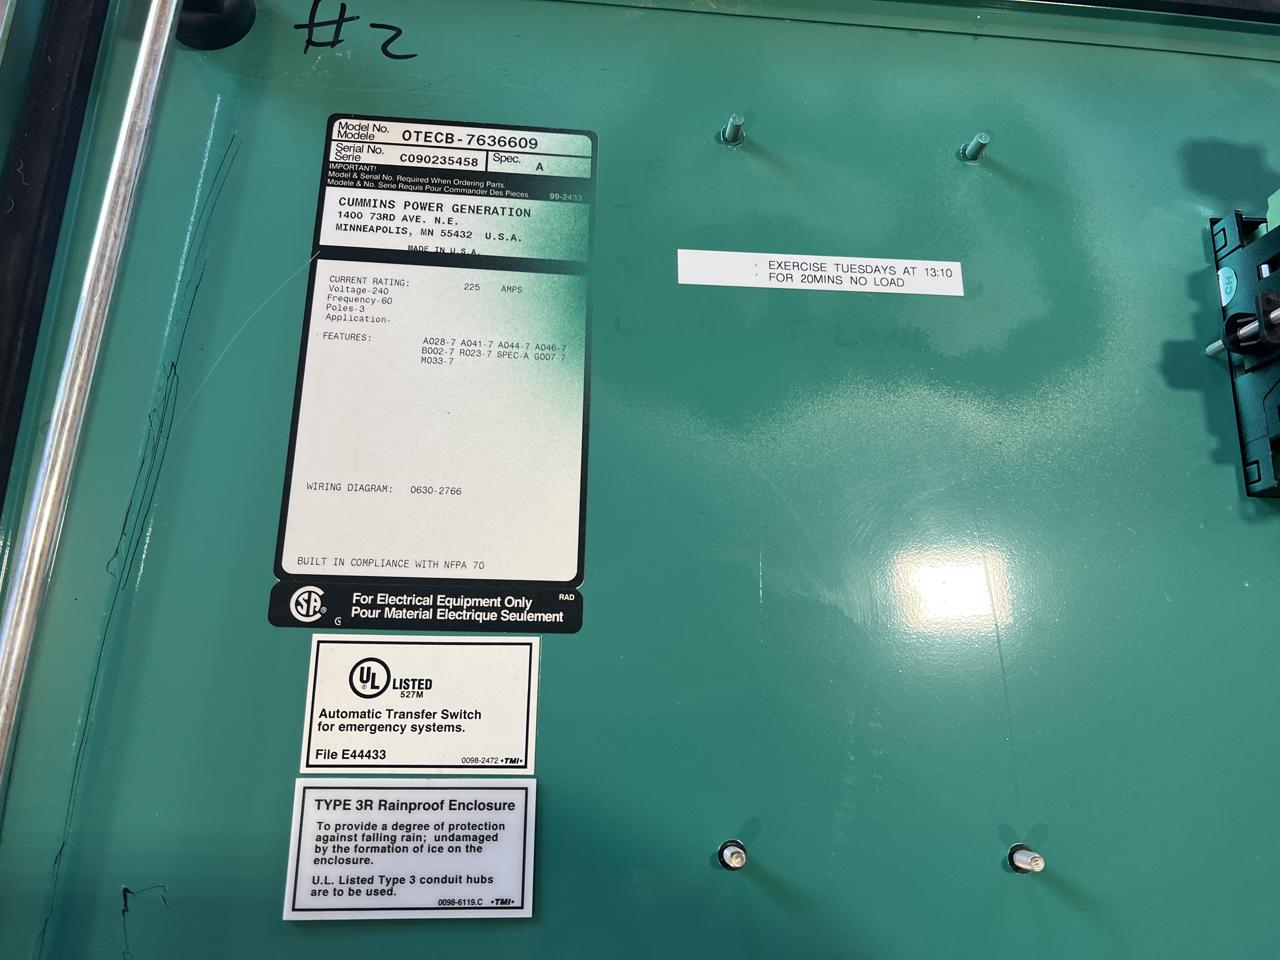 #2
Model No.
Modele
OTECB-7636609
Serial No.
Serie
C090235458
Spec.
A
IMPORTANT!
Model & Serial No. Required When Ordering Parts.
Modele & No. Serie Requis Pour Commander Des Pieces
99-2433
CUMMINS POWER GENERATION
1400 73RD AVE. N.E.
MINNEAPOLIS, MN 55432 U.S.A.
MADE IN U.S.A.
CURRENT RATING: 225 AMPS
Voltage-240
Frequency-60
Poles-3
Application-
FEATURES:
A028-7 A041-7 A044-7 A046-7
B002-7 R023-7 SPEC-A G007-7
M033-7
WIRING DIAGRAM: 0630-2766
BUILT IN COMPLIANCE WITH NFPA 70
SA
For Electrical Equipment Only
Pour Material Electrique Seulement
RAD
UL LISTED
527M
Automatic Transfer Switch
for emergency systems.
File E44433
0098-2472 •TMI•
TYPE 3R Rainproof Enclosure
To provide a degree of protection
against falling rain; undamaged
by the formation of ice on the
enclosure.
U.L. Listed Type 3 conduit hubs
are to be used.
0098-6119.C •TMI•
: EXERCISE TUESDAYS AT 13:10
: FOR 20MINS NO LOAD
CH